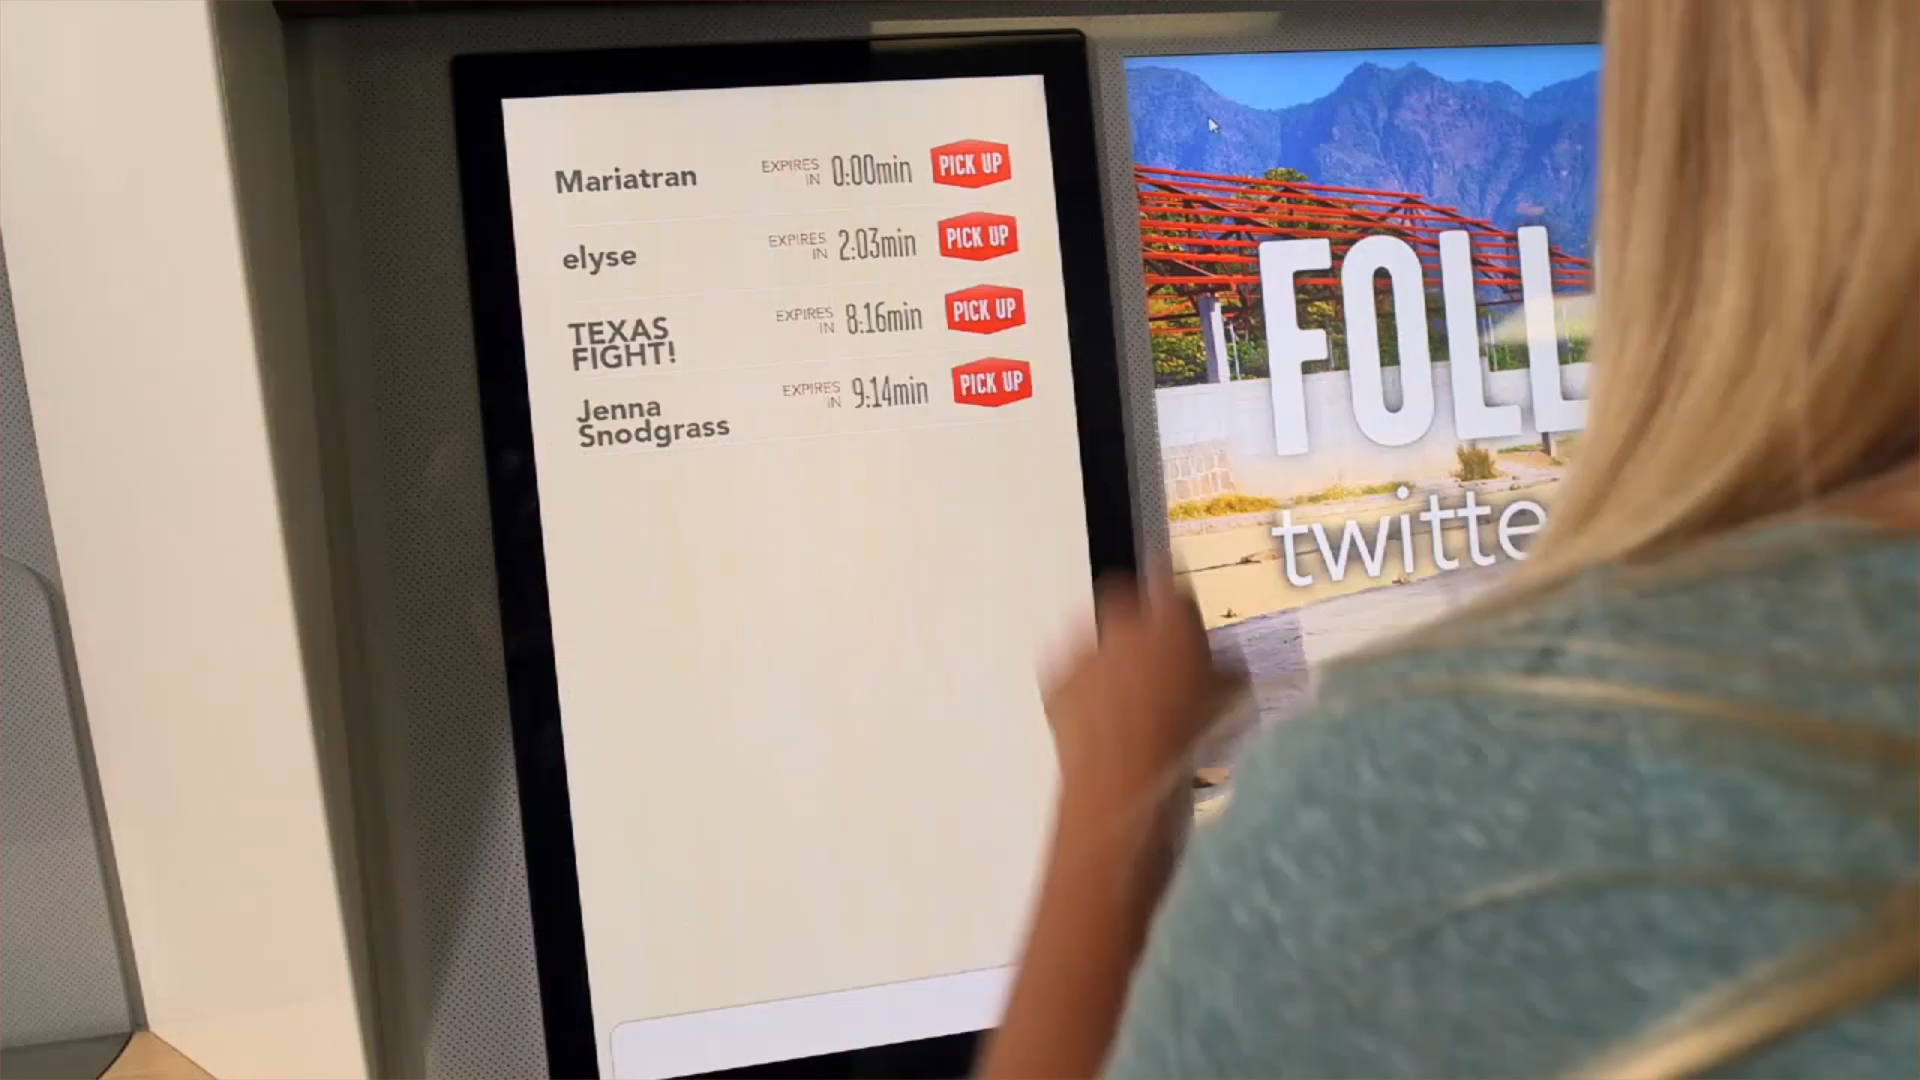 Mariatran EXPIRES IN 0:00min PICK UP
elyse EXPIRES IN 2:03min PICK UP
TEXAS FIGHT! EXPIRES IN 8:16min PICK UP
Jenna Snodgrass EXPIRES IN 9:14min PICK UP
FOLL
twitte